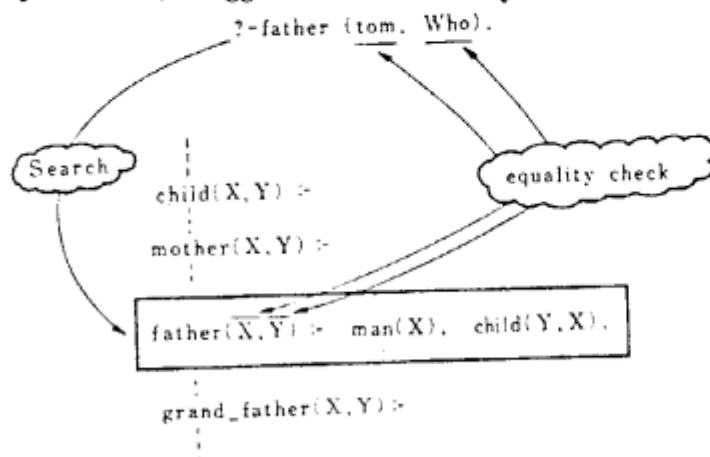 ?-father (tom, Who).
Search
equality check
child(X,Y) :-
mother(X,Y) :-
father(X,Y) :- man(X), child(Y,X).
grand_father(X,Y) :-